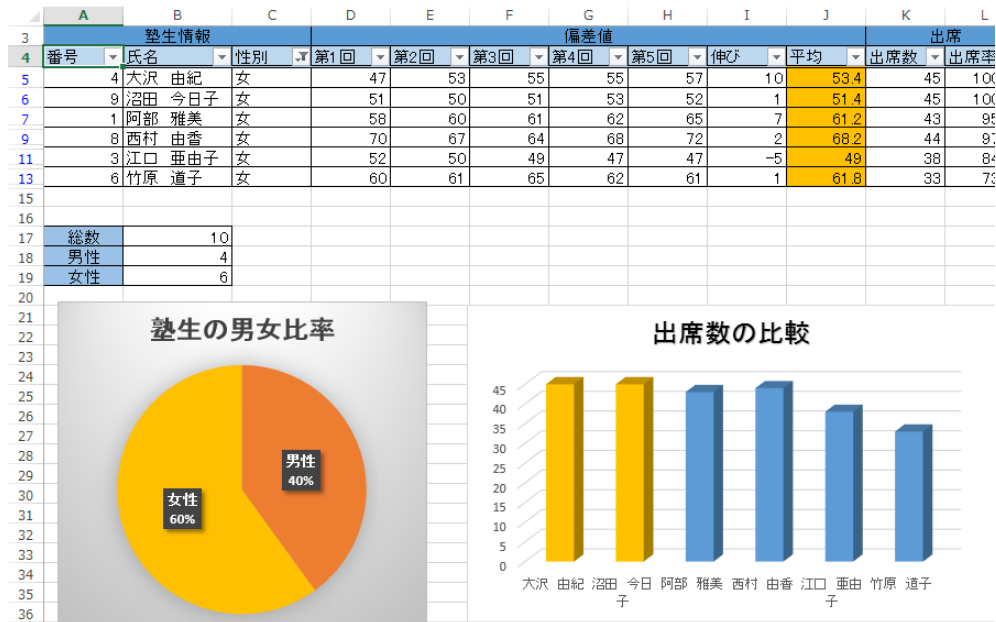 A B C D E F G H I J K L
3 塾生情報 偏差値 出席
4 番号 氏名 性別 第1回 第2回 第3回 第4回 第5回 伸び 平均 出席数 出席率
5 4 大沢 由紀 女 47 53 55 55 57 10 53.4 45 100
6 9 沼田 今日子 女 51 50 51 53 52 1 51.4 45 100
7 1 阿部 雅美 女 58 60 61 62 65 7 61.2 43 95
9 8 西村 由香 女 70 67 64 68 72 2 68.2 44 97
11 3 江口 亜由子 女 52 50 49 47 47 -5 49 38 84
13 6 竹原 道子 女 60 61 65 62 61 1 61.8 33 73
15
16
17 総数 10
18 男性 4
19 女性 6
20
21
22
23
24
25
26
27
28
29
30
31
32
33
34
35
36
塾生の男女比率
男性
40%
女性
60%
出席数の比較
45
40
35
30
25
20
15
10
5
0
大沢 由紀 沼田 今日子 阿部 雅美 西村 由香 江口 亜由子 竹原 道子